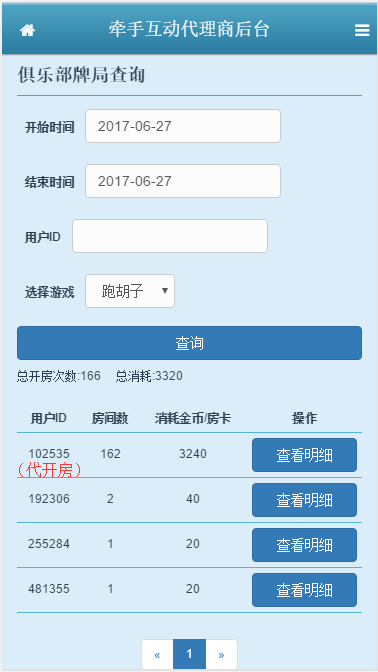 牵手互动代理商后台
俱乐部牌局查询
开始时间 2017-06-27
结束时间 2017-06-27
用户ID
选择游戏 跑胡子
查询
总开房次数:166 总消耗:3320
用户ID 房间数 消耗金币/房卡 操作
102535 162 3240 查看明细
(代开房)
192306 2 40 查看明细
255284 1 20 查看明细
481355 1 20 查看明细
« 1 »